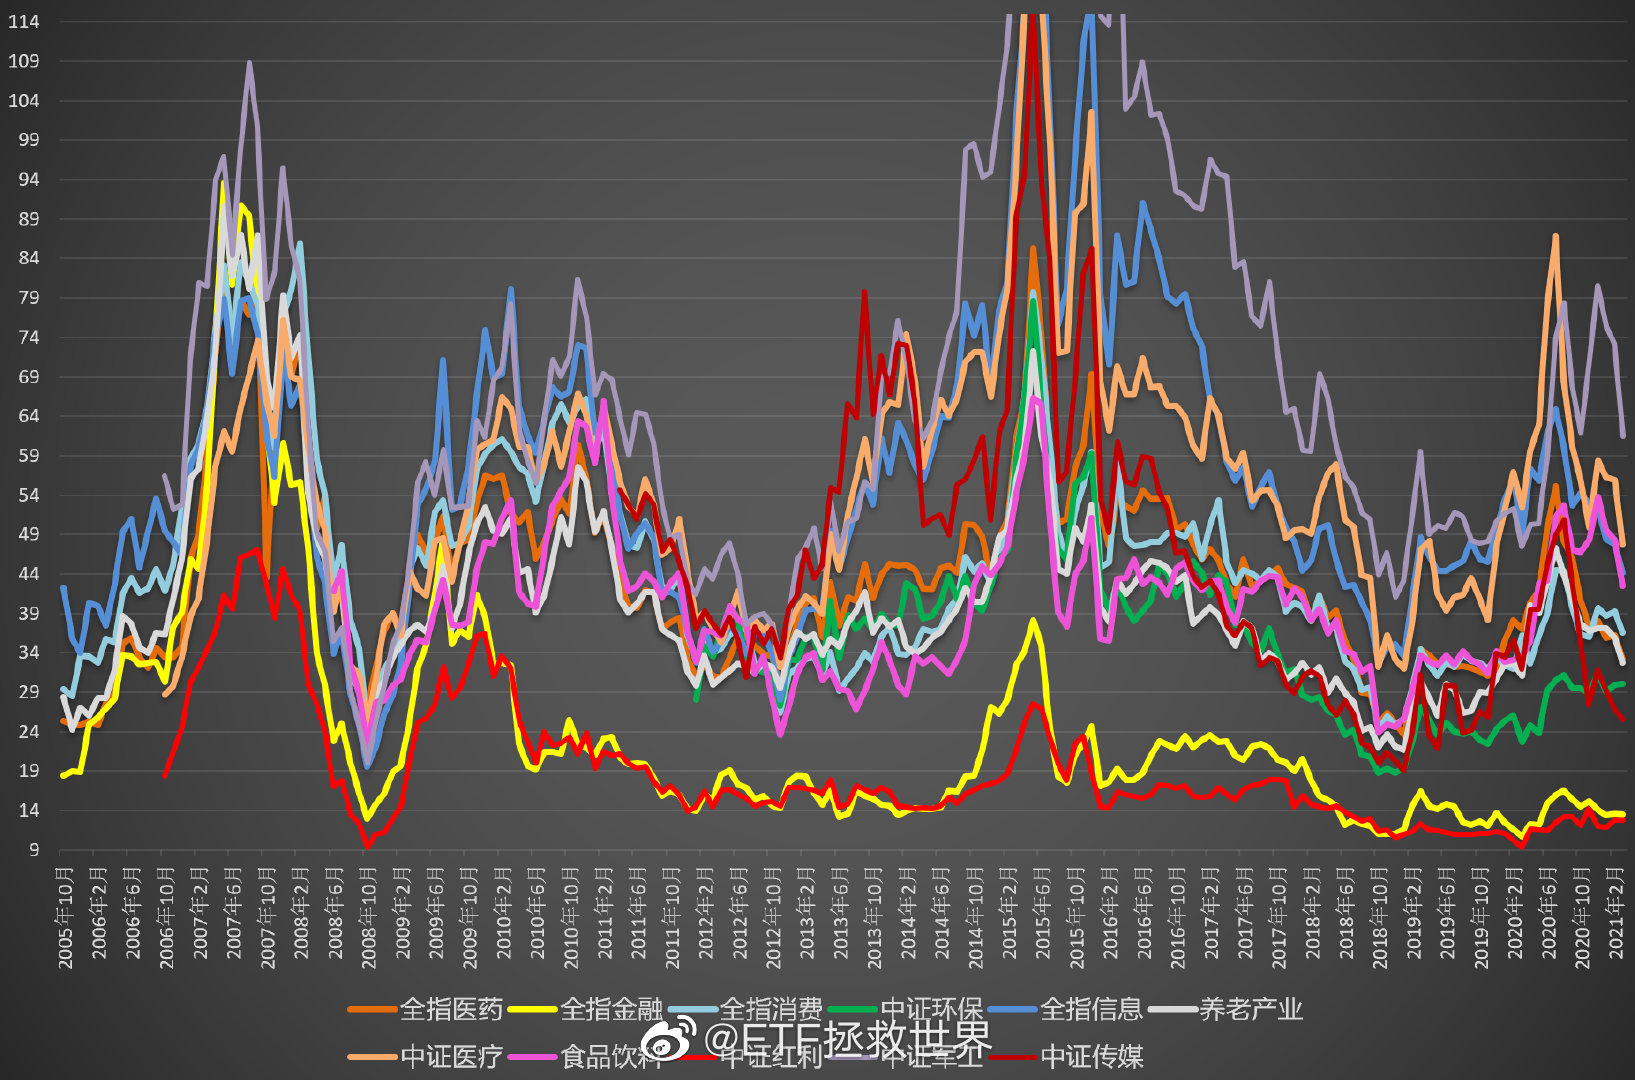 114
109
104
99
94
89
84
79
74
69
64
59
54
49
44
39
34
29
24
19
14
9
2005年10月
2006年2月
2006年6月
2006年10月
2007年2月
2007年6月
2007年10月
2008年2月
2008年6月
2008年10月
2009年2月
2009年6月
2009年10月
2010年2月
2010年6月
2010年10月
2011年2月
2011年6月
2011年10月
2012年2月
2012年6月
2012年10月
2013年2月
2013年6月
2013年10月
2014年2月
2014年6月
2014年10月
2015年2月
2015年6月
2015年10月
2016年2月
2016年6月
2016年10月
2017年2月
2017年6月
2017年10月
2018年2月
2018年6月
2018年10月
2019年2月
2019年6月
2019年10月
2020年2月
2020年6月
2020年10月
2021年2月
全指医药 全指金融 全指消费 中证环保 全指信息 养老产业
中证医疗 食品饮料 中证红利 中证军工 中证传媒
@ETF拯救世界